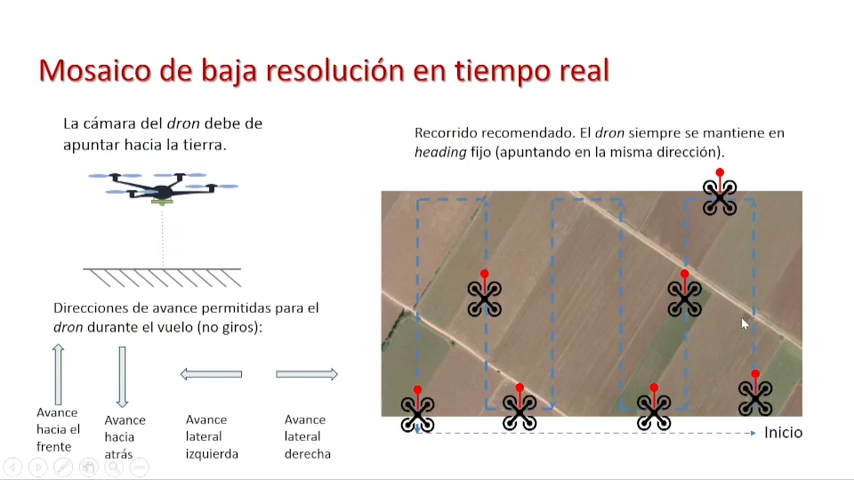 Mosaico de baja resolución en tiempo real
La cámara del dron debe de
apuntar hacia la tierra.
Direcciones de avance permitidas para el
dron durante el vuelo (no giros):
Avance
hacia el
frente
Avance
hacia
atrás
Avance
lateral
izquierda
Avance
lateral
derecha
Recorrido recomendado. El dron siempre se mantiene en
heading fijo (apuntando en la misma dirección).
Inicio